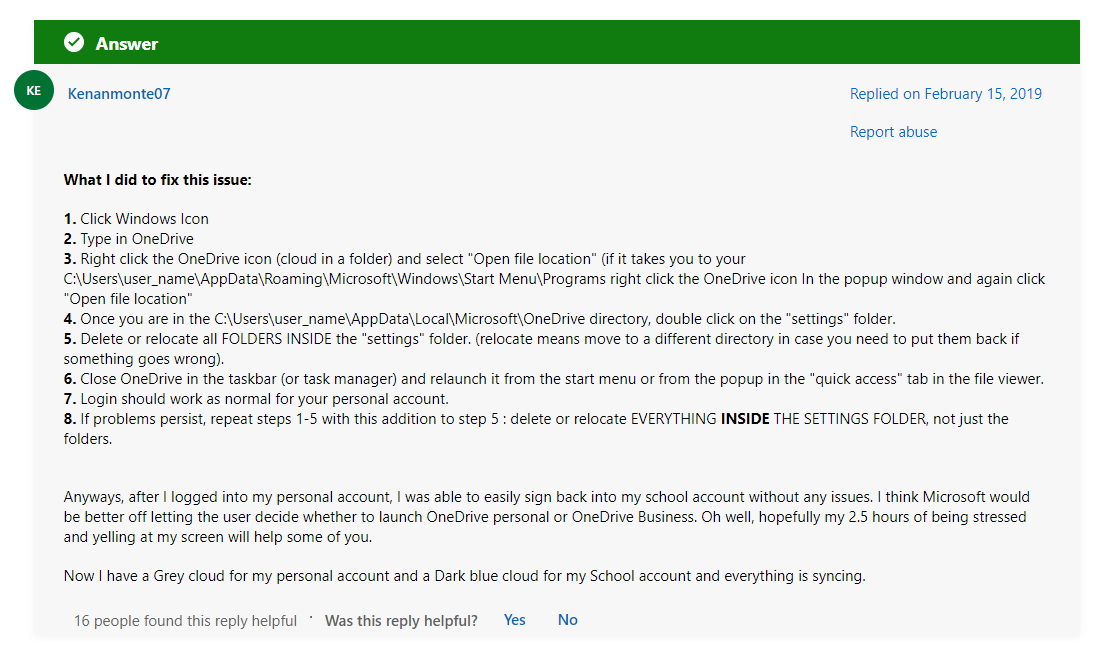 Answer
KE
Kenanmonte07
Replied on February 15, 2019
Report abuse
What I did to fix this issue:
1. Click Windows Icon
2. Type in OneDrive
3. Right click the OneDrive icon (cloud in a folder) and select "Open file location" (if it takes you to your
C:\Users\user_name\AppData\Roaming\Microsoft\Windows\Start Menu\Programs right click the OneDrive icon In the popup window and again click
"Open file location"
4. Once you are in the C:\Users\user_name\AppData\Local\Microsoft\OneDrive directory, double click on the "settings" folder.
5. Delete or relocate all FOLDERS INSIDE the "settings" folder. (relocate means move to a different directory in case you need to put them back if
something goes wrong).
6. Close OneDrive in the taskbar (or task manager) and relaunch it from the start menu or from the popup in the "quick access" tab in the file viewer.
7. Login should work as normal for your personal account.
8. If problems persist, repeat steps 1-5 with this addition to step 5 : delete or relocate EVERYTHING INSIDE THE SETTINGS FOLDER, not just the
folders.
Anyways, after I logged into my personal account, I was able to easily sign back into my school account without any issues. I think Microsoft would
be better off letting the user decide whether to launch OneDrive personal or OneDrive Business. Oh well, hopefully my 2.5 hours of being stressed
and yelling at my screen will help some of you.
Now I have a Grey cloud for my personal account and a Dark blue cloud for my School account and everything is syncing.
16 people found this reply helpful · Was this reply helpful? Yes No